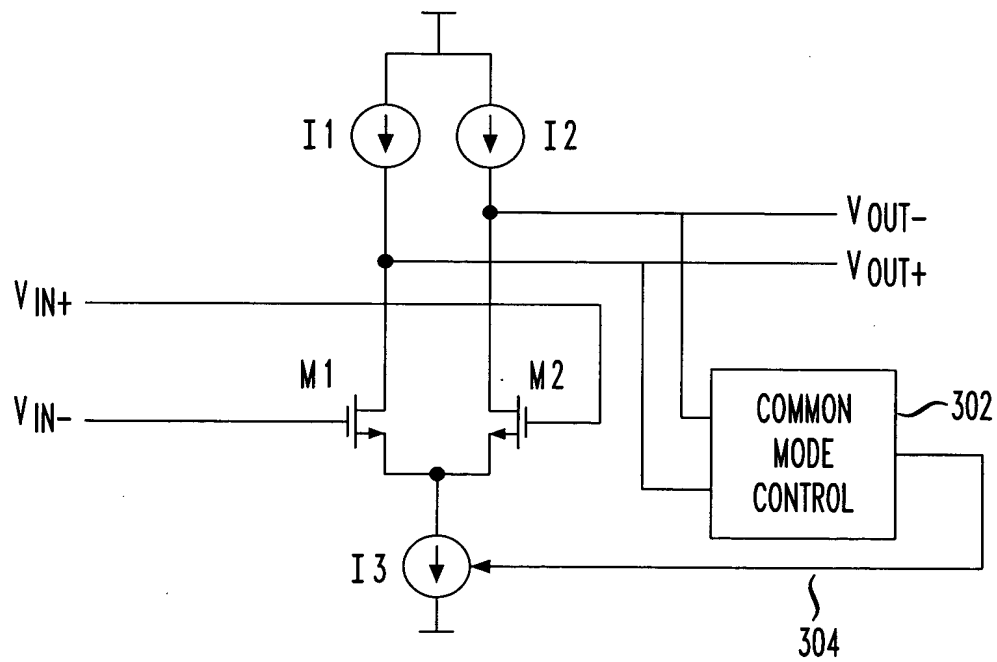 I1
I2
VOUT-
VOUT+
VIN+
M1
M2
VIN-
COMMON
MODE
CONTROL
302
I3
304